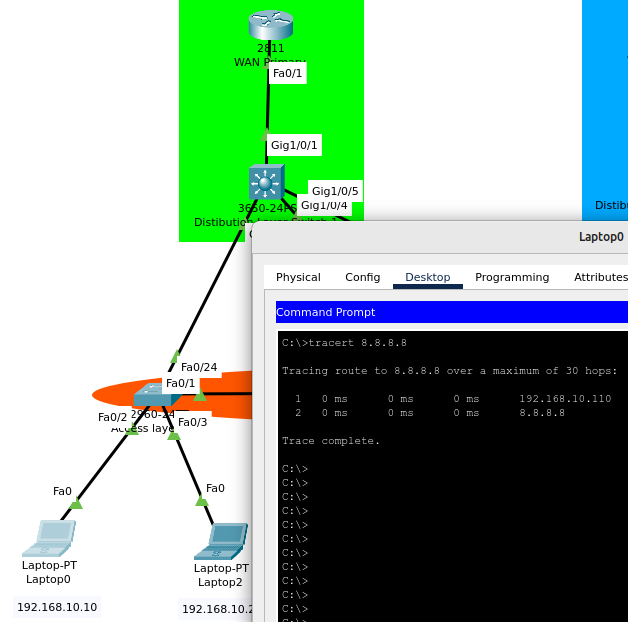 2811
WAN Primary
Fa0/1
Gig1/0/1
Gig1/0/5
Gig1/0/4
3650-24PS
Distibution Layer Switch 1
Distib
Laptop0
Physical Config Desktop Programming Attributes
Command Prompt
C:\>tracert 8.8.8.8
Tracing route to 8.8.8.8 over a maximum of 30 hops:
1 0 ms 0 ms 0 ms 192.168.10.110
2 0 ms 0 ms 0 ms 8.8.8.8
Trace complete.
C:\>
C:\>
C:\>
C:\>
C:\>
C:\>
C:\>
C:\>
C:\>
C:\>
C:\>
Fa0/24
Fa0/1
2960-24
Fa0/2
Fa0/3
Access laye
Fa0
Fa0
Laptop-PT
Laptop0
Laptop-PT
Laptop2
192.168.10.10
192.168.10.2